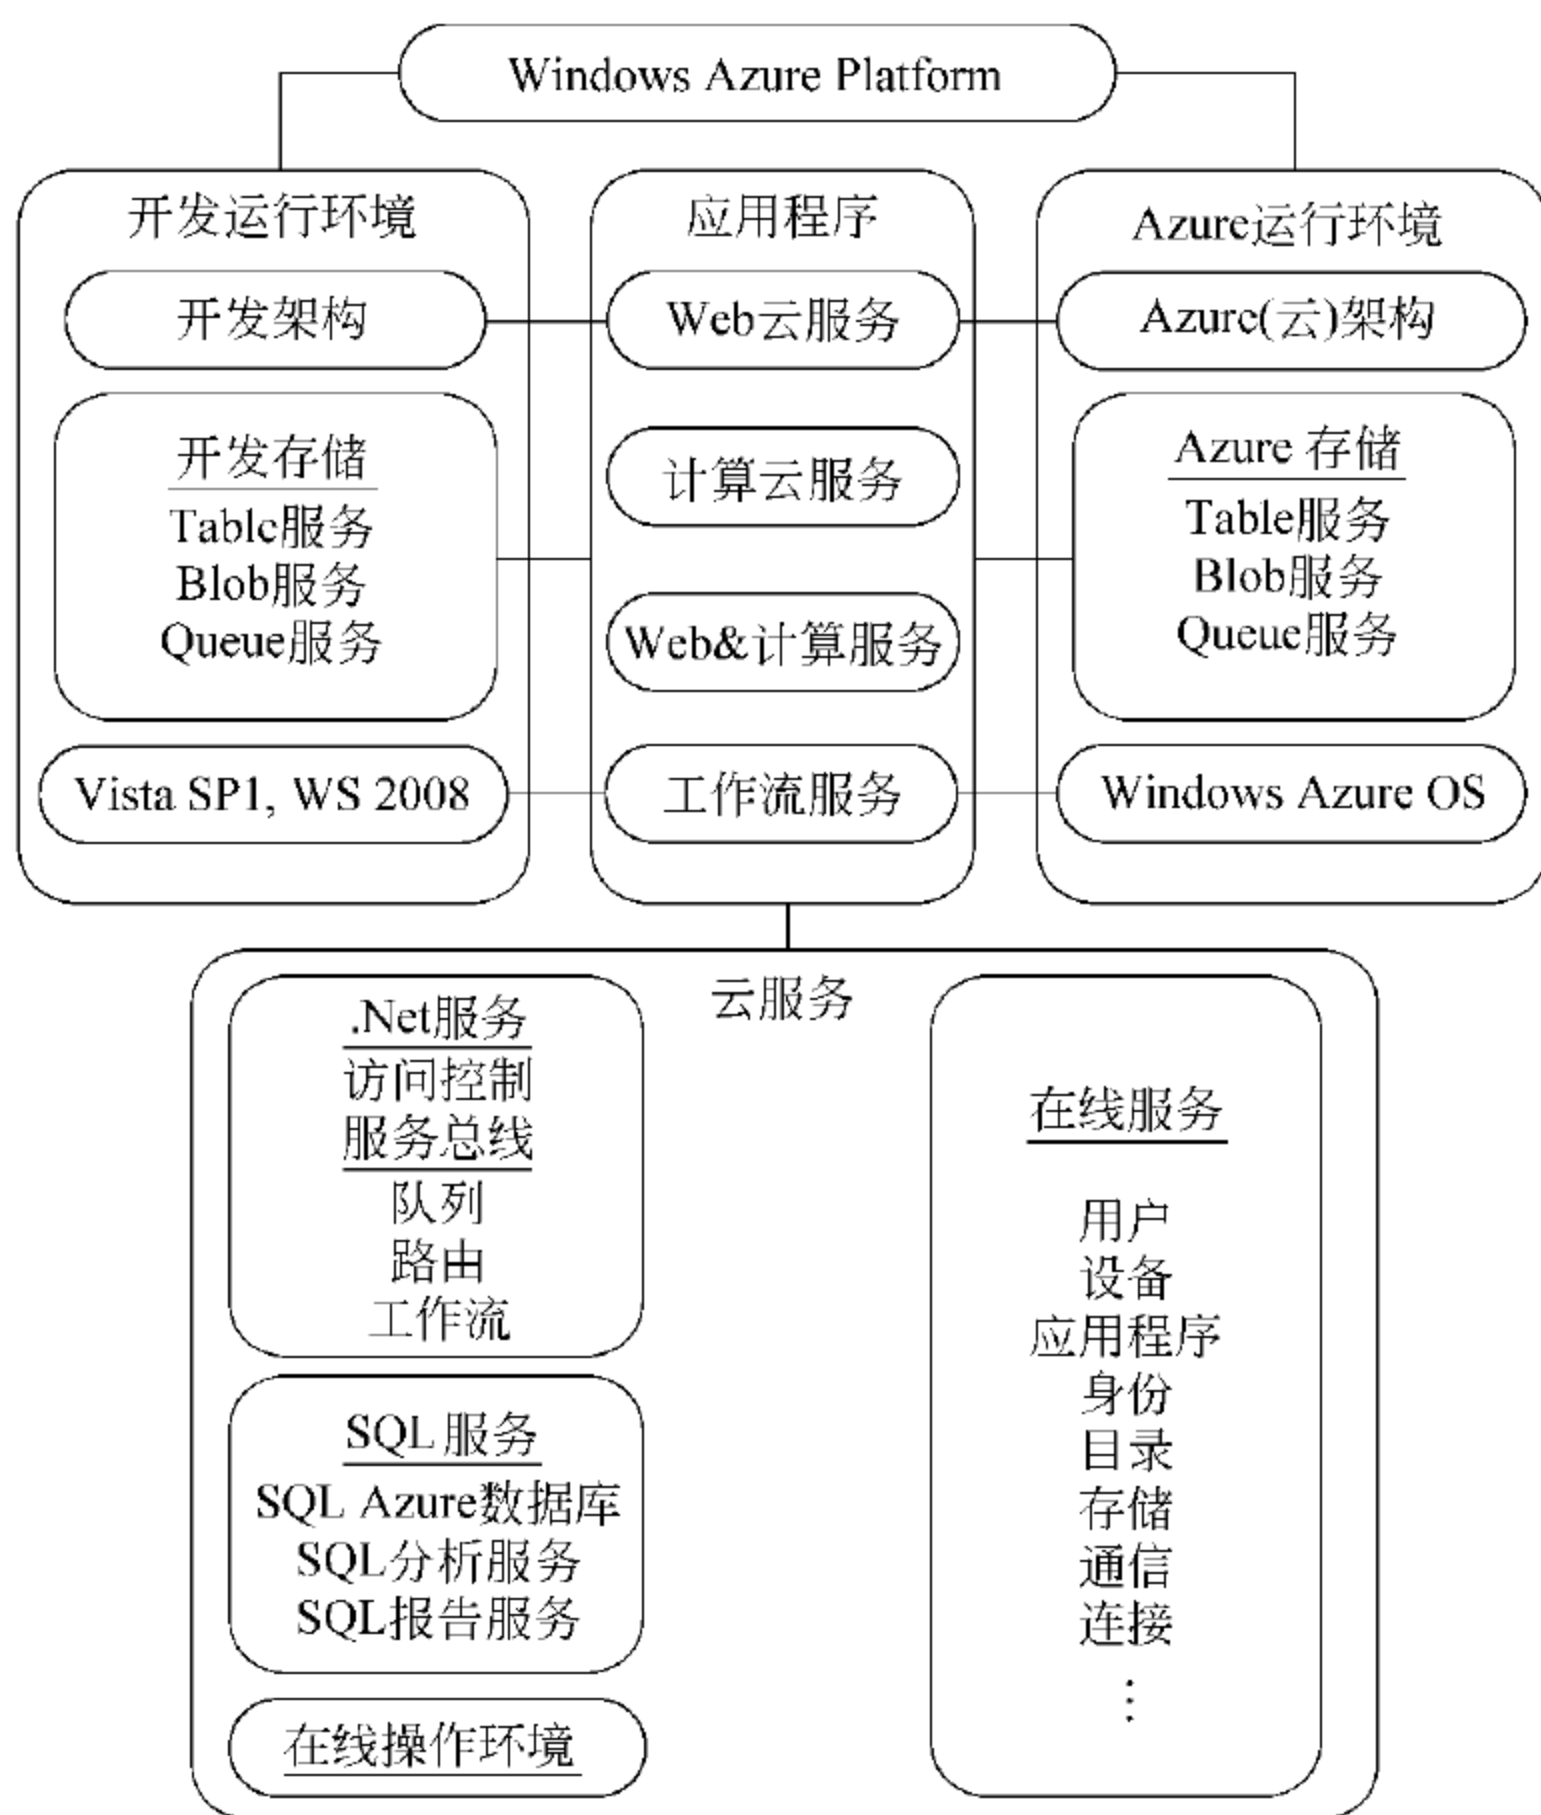 Windows Azure Platform
开发运行环境
开发架构
开发存储
Table服务
Blob服务
Queue服务
Vista SP1, WS 2008
应用程序
Web云服务
计算云服务
Web&计算服务
工作流服务
Azure运行环境
Azure(云)架构
Azure 存储
Table服务
Blob服务
Queue服务
Windows Azure OS
云服务
.Net服务
访问控制
服务总线
队列
路由
工作流
SQL 服务
SQL Azure数据库
SQL分析服务
SQL报告服务
在线操作环境
在线服务
用户
设备
应用程序
身份
目录
存储
通信
连接
⋮